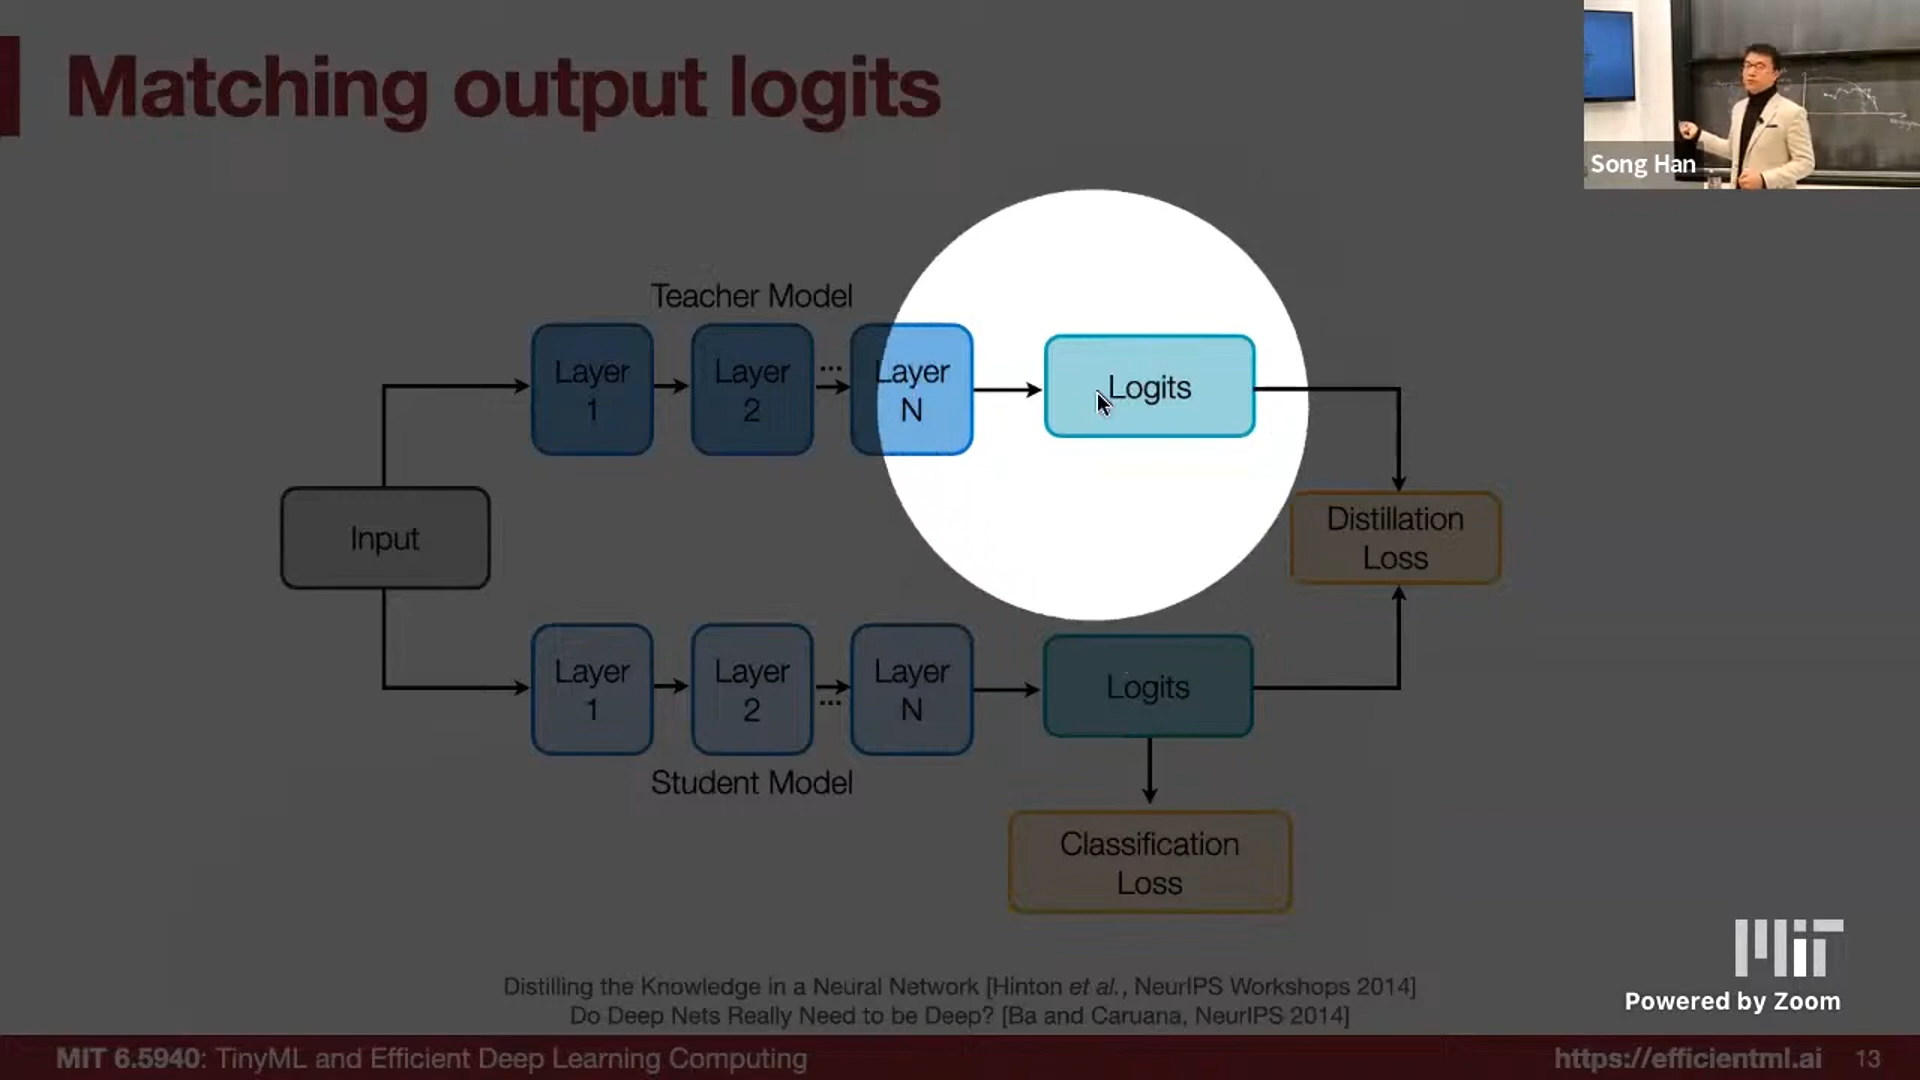 Matching output logits
Song Han
Teacher Model
Layer
1
Layer
2
...
Layer
N
Logits
Input
Distillation
Loss
Layer
1
Layer
2
...
Layer
N
Logits
Student Model
Classification
Loss
MIT
Powered by Zoom
Distilling the Knowledge in a Neural Network [Hinton et al., NeurIPS Workshops 2014]
Do Deep Nets Really Need to be Deep? [Ba and Caruana, NeurIPS 2014]
MIT 6.5940: TinyML and Efficient Deep Learning Computing
https://efficientml.ai
13